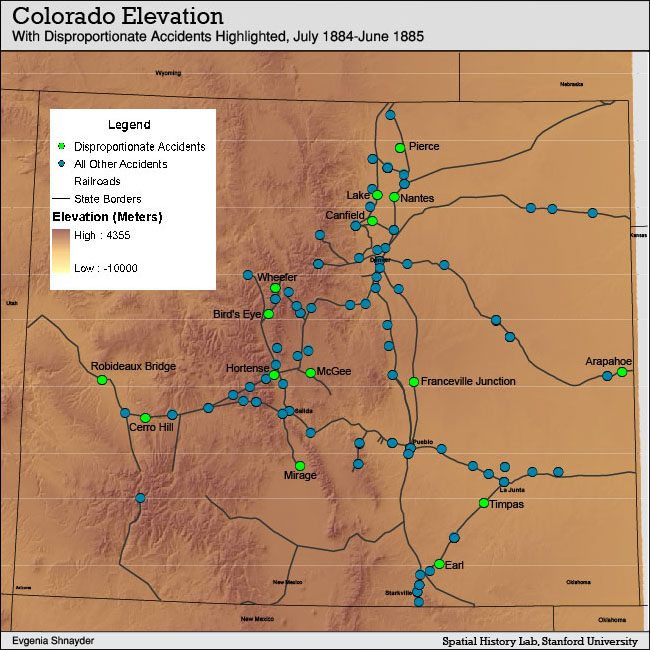 Colorado Elevation
With Disproportionate Accidents Highlighted, July 1884-June 1885
Wyoming
Nebraska
Legend
Disproportionate Accidents
All Other Accidents
Railroads
State Borders
Elevation (Meters)
High : 4355
Low : -10000
Pierce
Lake
Nantes
Canfield
Kansas
Denver
Wheeler
Utah
Bird's Eye
Robideaux Bridge
Hortense
McGee
Arapahoe
Franceville Junction
Salida
Cerro Hill
Pueblo
Mirage
La Junta
Timpas
Earl
New Mexico
Oklahoma
Arizona
Starkville
New Mexico
Oklahoma
Evgenia Shnayder
Spatial History Lab, Stanford University